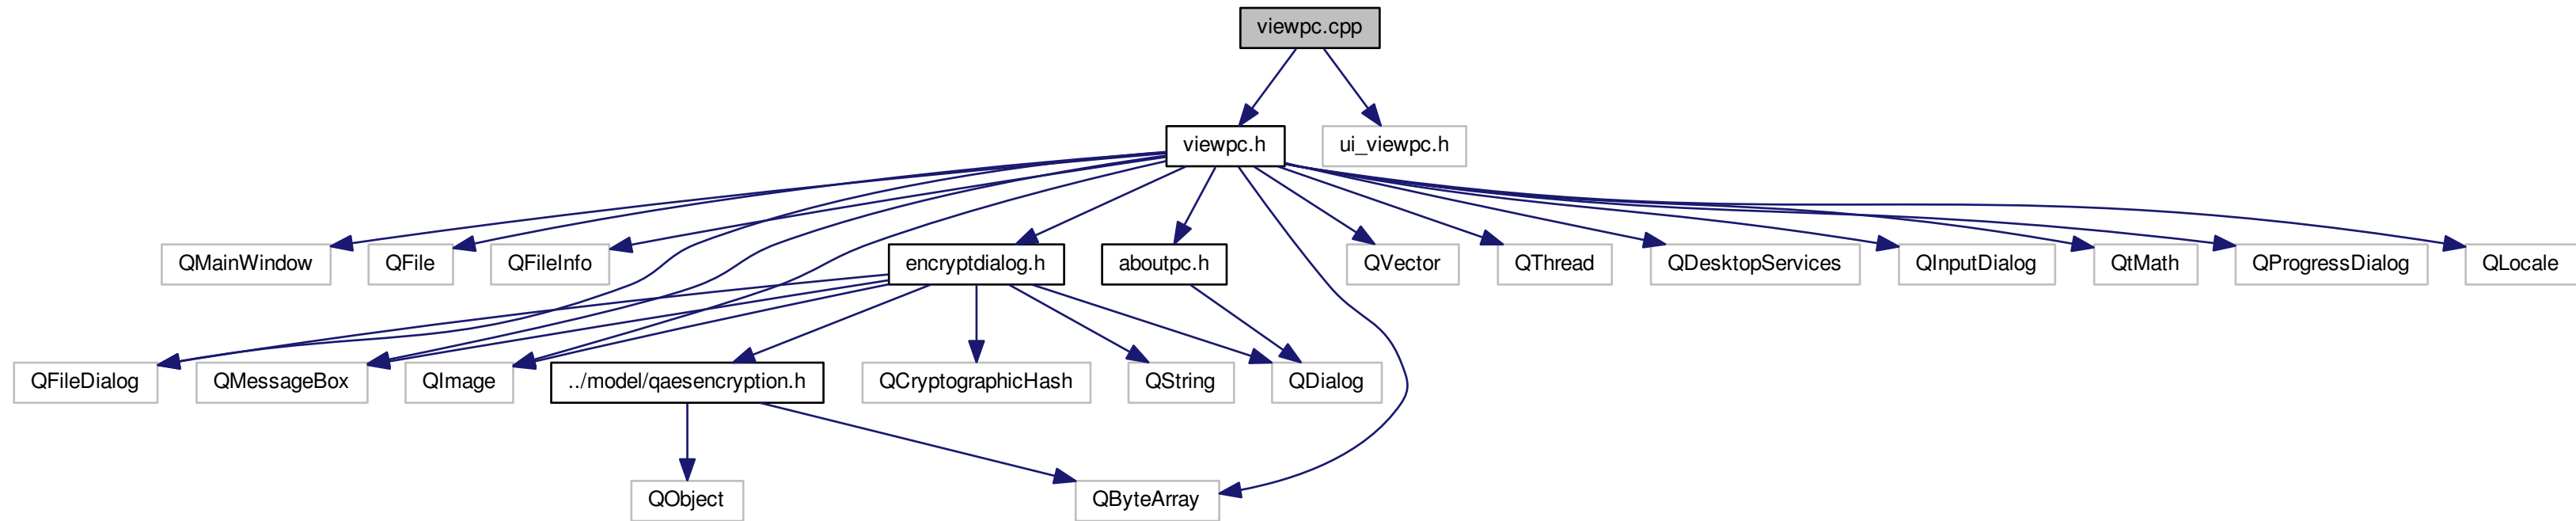 viewpc.cpp
viewpc.h
ui_viewpc.h
QMainWindow
QFile
QFileInfo
encryptdialog.h
aboutpc.h
QVector
QThread
QDesktopServices
QInputDialog
QtMath
QProgressDialog
QLocale
QFileDialog
QMessageBox
QImage
../model/qaesencryption.h
QCryptographicHash
QString
QDialog
QObject
QByteArray